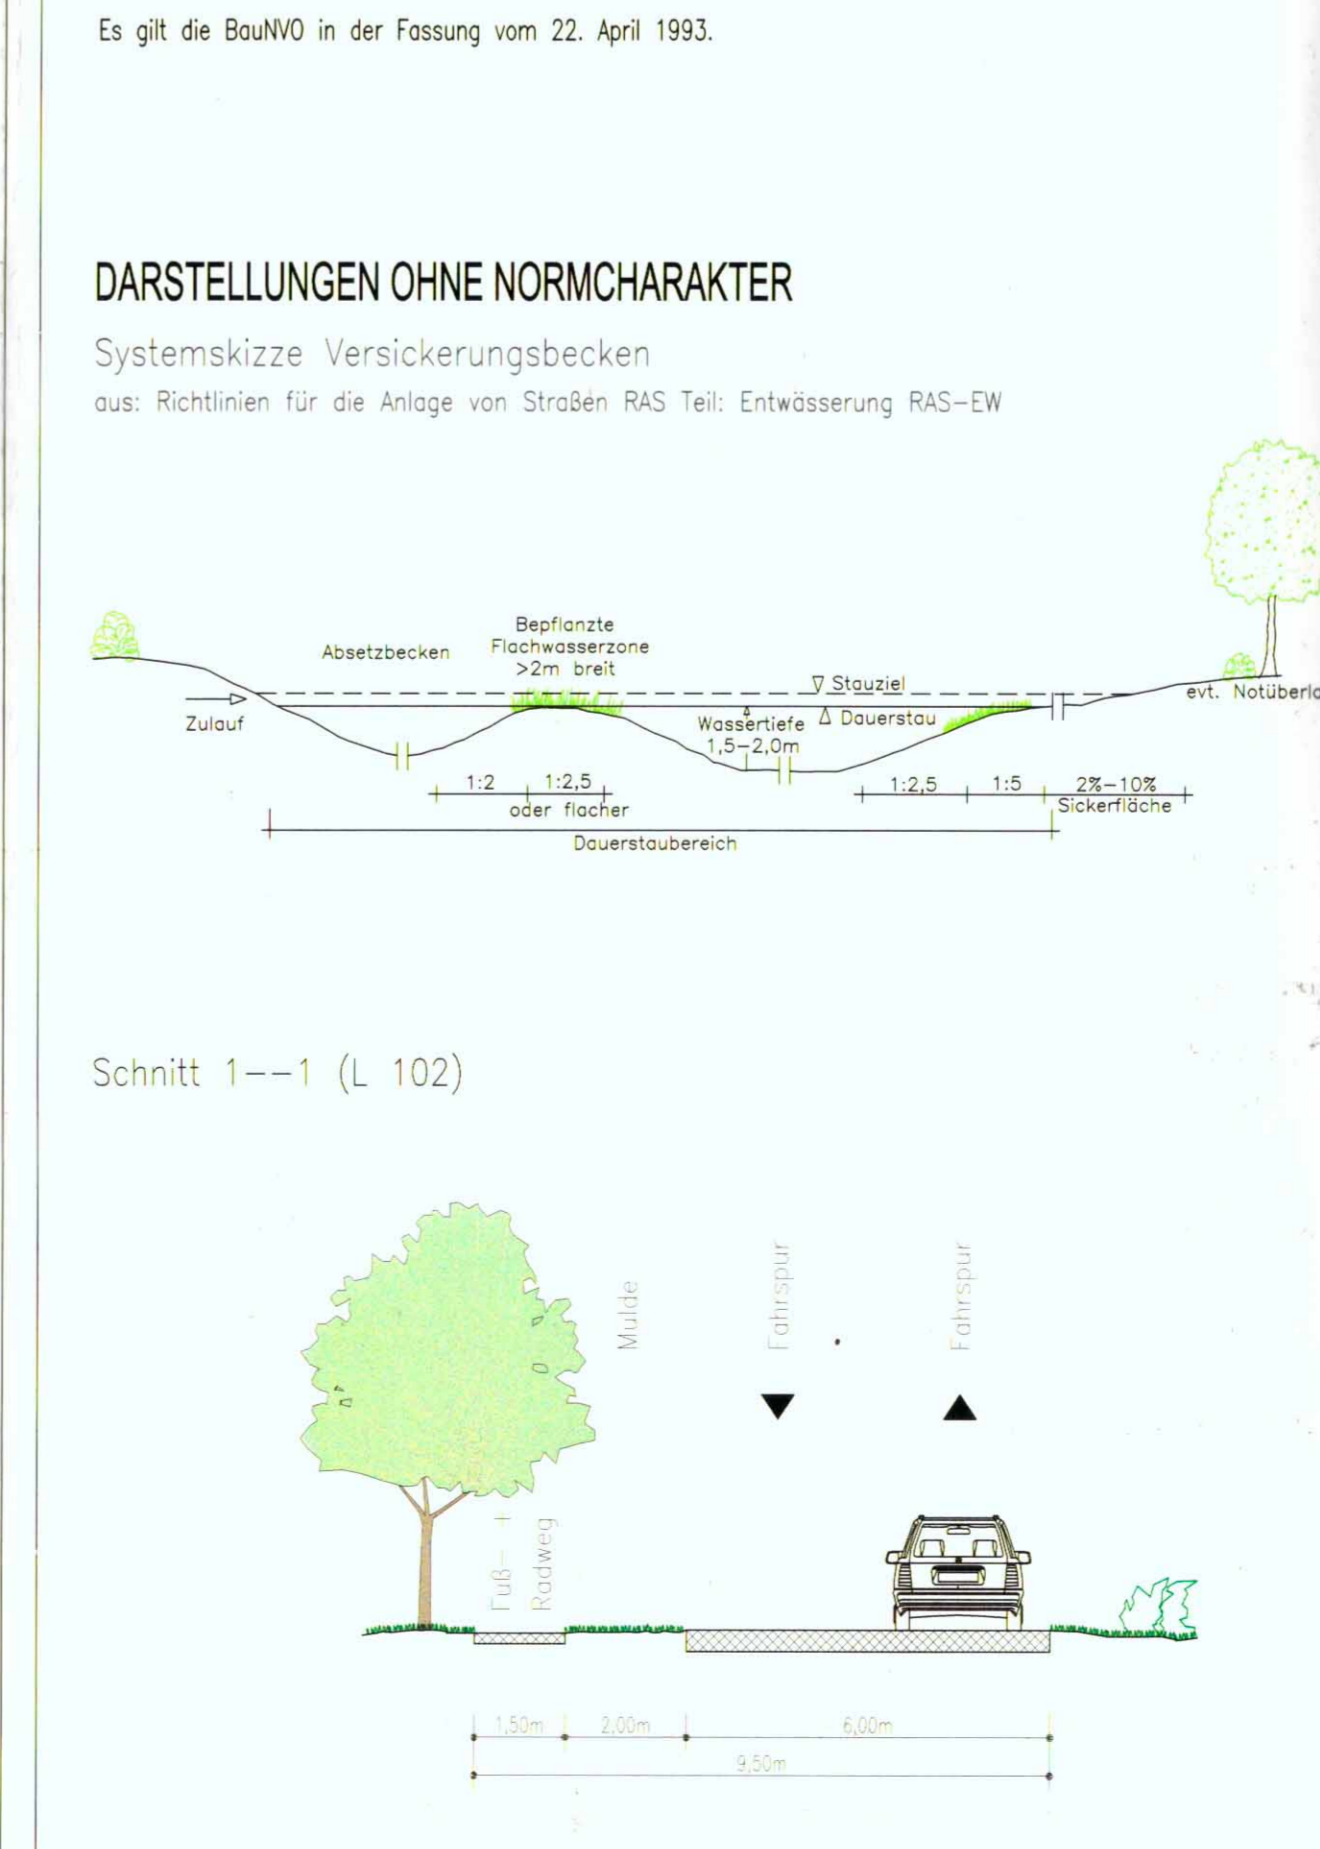 Es gilt die BauNVO in der Fassung vom 22. April 1993.
DARSTELLUNGEN OHNE NORMCHARAKTER
Systemskizze Versickerungsbecken
aus: Richtlinien für die Anlage von Straßen RAS Teil: Entwässerung RAS-EW
Absetzbecken
Bepflanzte
Flachwasserzone
>2m breit
Stauziel
Zulauf
Wassertiefe
1,5-2,0m
Dauerstau
evt.
1:2
1:2,5
oder flacher
1:2,5
1:5
2%-10%
Sickerfläche
Dauerstaubereich
Schnitt 1--1 (L 102)
Mulde
Fahrspur
Fahrspur
Fuß- +
Radweg
1,50m
2,00m
6,00m
9,50m